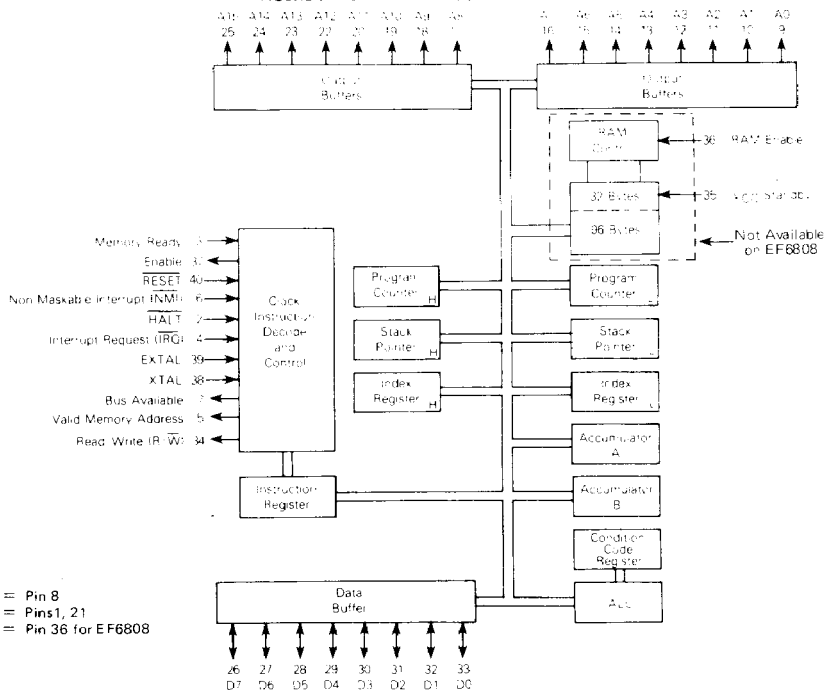 A15 A14 A13 A12 A11 A10 A9 A8
25 24 23 22 20 19 18
A6 A5 A4 A3 A2 A1 A0
16 15 14 13 12 11 10 9
Output
Buffers
Output
Buffers
RAM
Control
36 RAM Enable
32 Bytes
35 VCC Standby
96 Bytes
Not Available
on EF6808
Memory Ready 3
Enable 37
RESET 40
Non Maskable Interrupt (NMI) 6
HALT 2
Interrupt Request (IRQ) 4
EXTAL 39
XTAL 38
Bus Available 7
Valid Memory Address 5
Read Write (R/W) 34
Clock
Instruction
Decode
and
Control
Program
Counter H
Program
Counter
Stack
Pointer H
Stack
Pointer L
Index
Register H
Index
Register L
Accumulator
A
Instruction
Register
Accumulator
B
Condition
Code
Register
ALU
Data
Buffer
= Pin 8
= Pins1, 21
= Pin 36 for EF6808
26 27 28 29 30 31 32 33
D7 D6 D5 D4 D3 D2 D1 D0